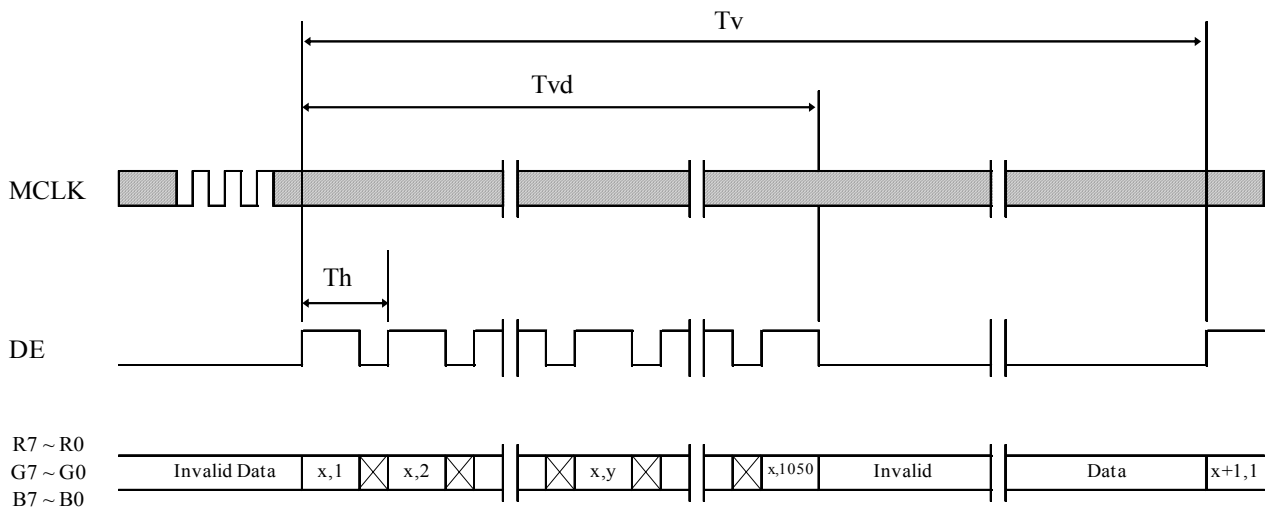 Tv
Tvd
MCLK
Th
DE
R7 ~ R0
G7 ~ G0
B7 ~ B0
Invalid Data x,1 x,2 x,y x,1050 Invalid Data x+1,1